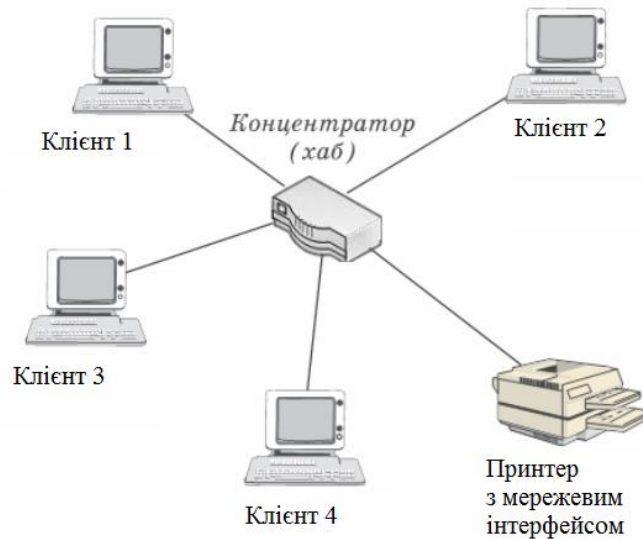 Клієнт 1
Клієнт 2
Концентратор
(хаб)
Клієнт 3
Клієнт 4
Принтер
з мережевим
інтерфейсом